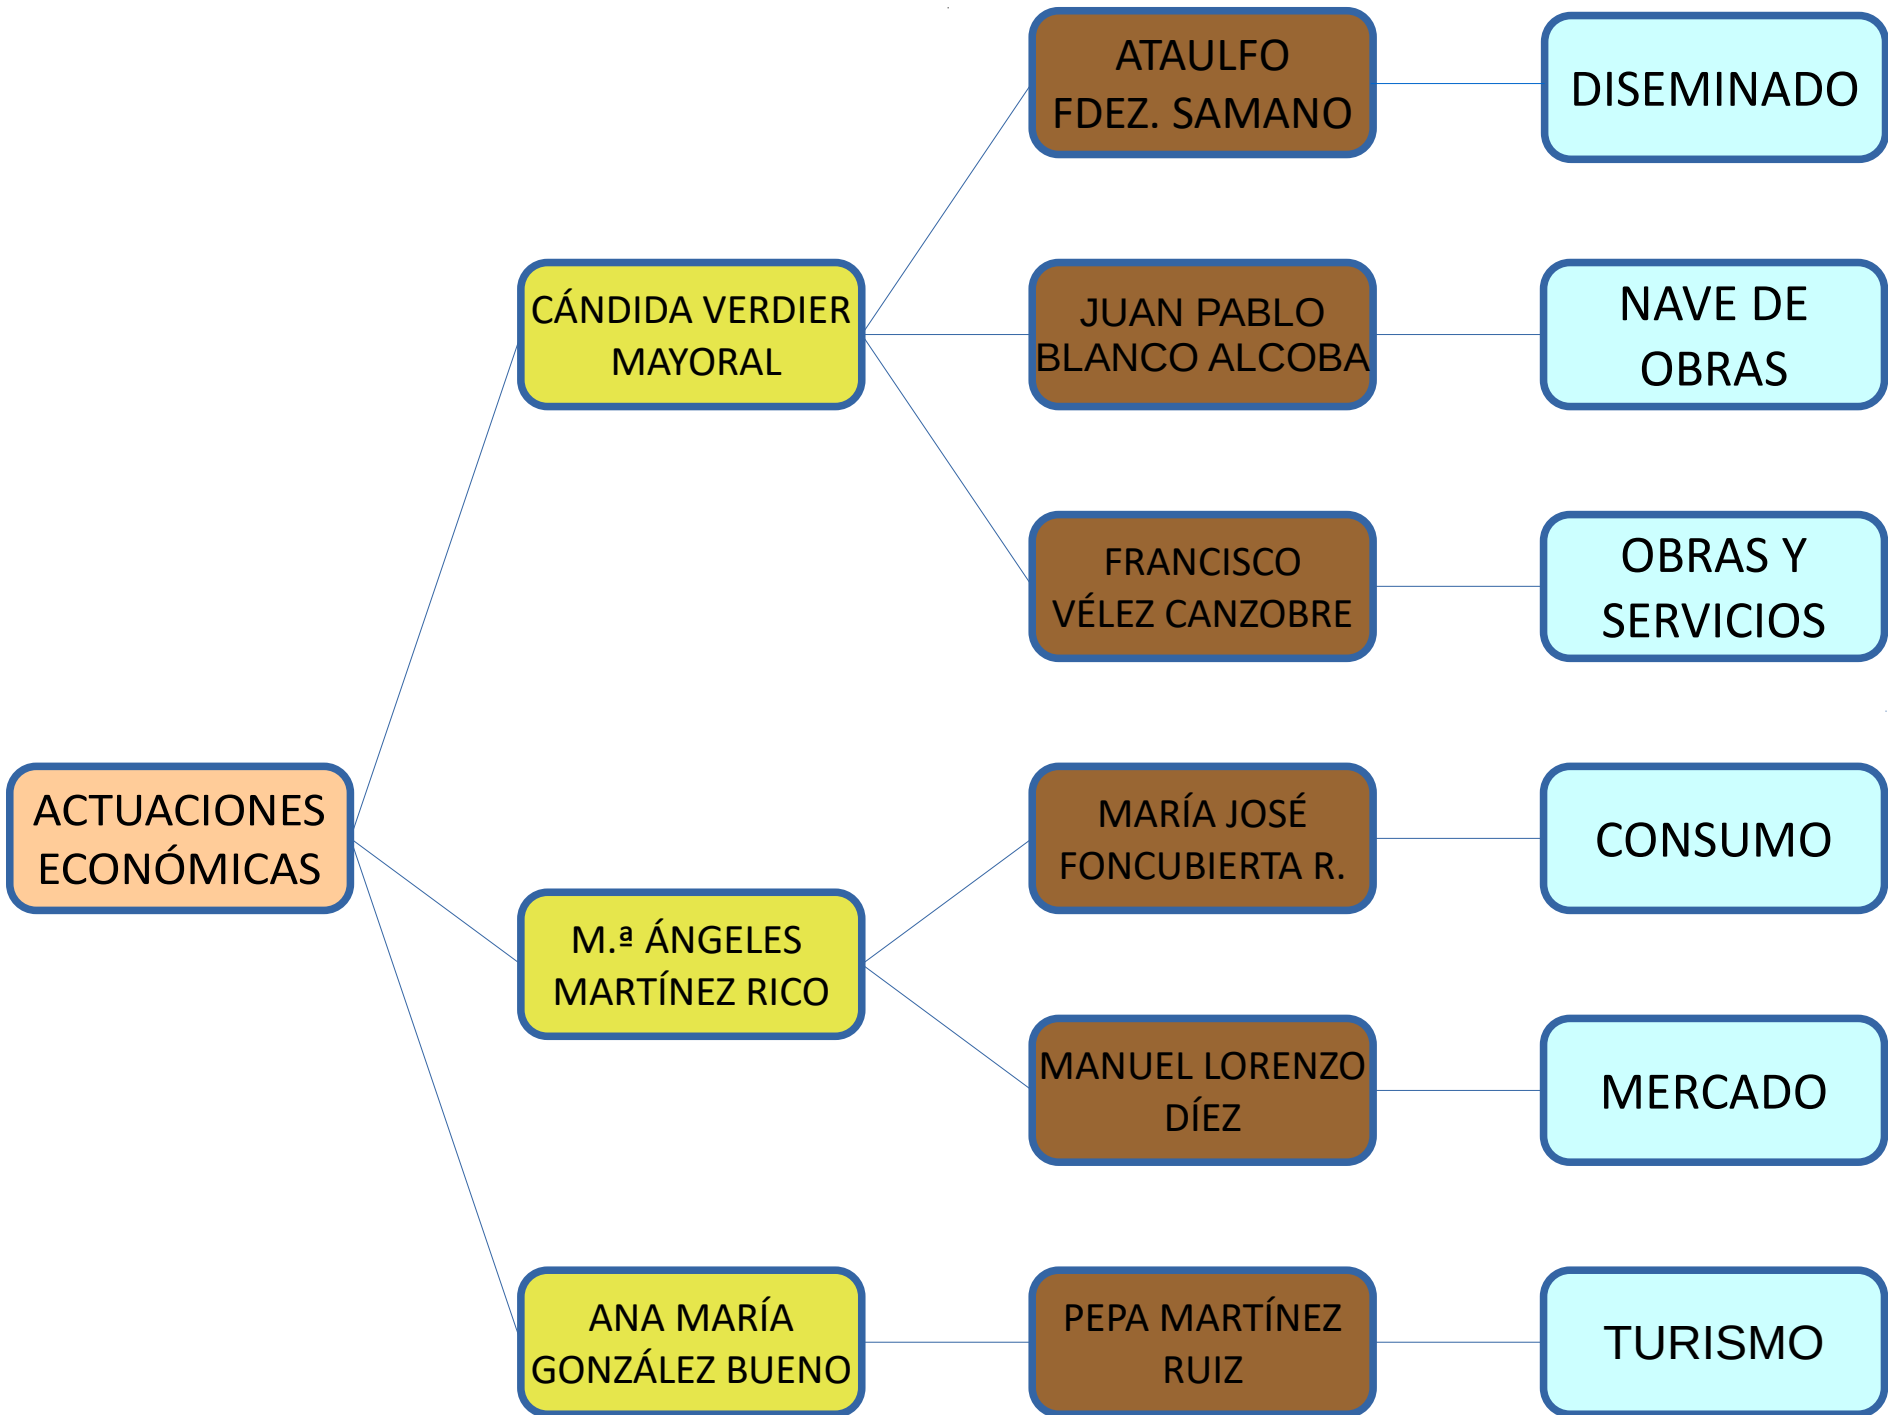 ATAULFO
FDEZ. SAMANO
DISEMINADO
CÁNDIDA VERDIER
MAYORAL
JUAN PABLO
BLANCO ALCOBA
NAVE DE
OBRAS
FRANCISCO
VÉLEZ CANZOBRE
OBRAS Y
SERVICIOS
ACTUACIONES
ECONÓMICAS
MARÍA JOSÉ
FONCUBIERTA R.
CONSUMO
M.ª ÁNGELES
MARTÍNEZ RICO
MANUEL LORENZO
DÍEZ
MERCADO
ANA MARÍA
GONZÁLEZ BUENO
PEPA MARTÍNEZ
RUIZ
TURISMO